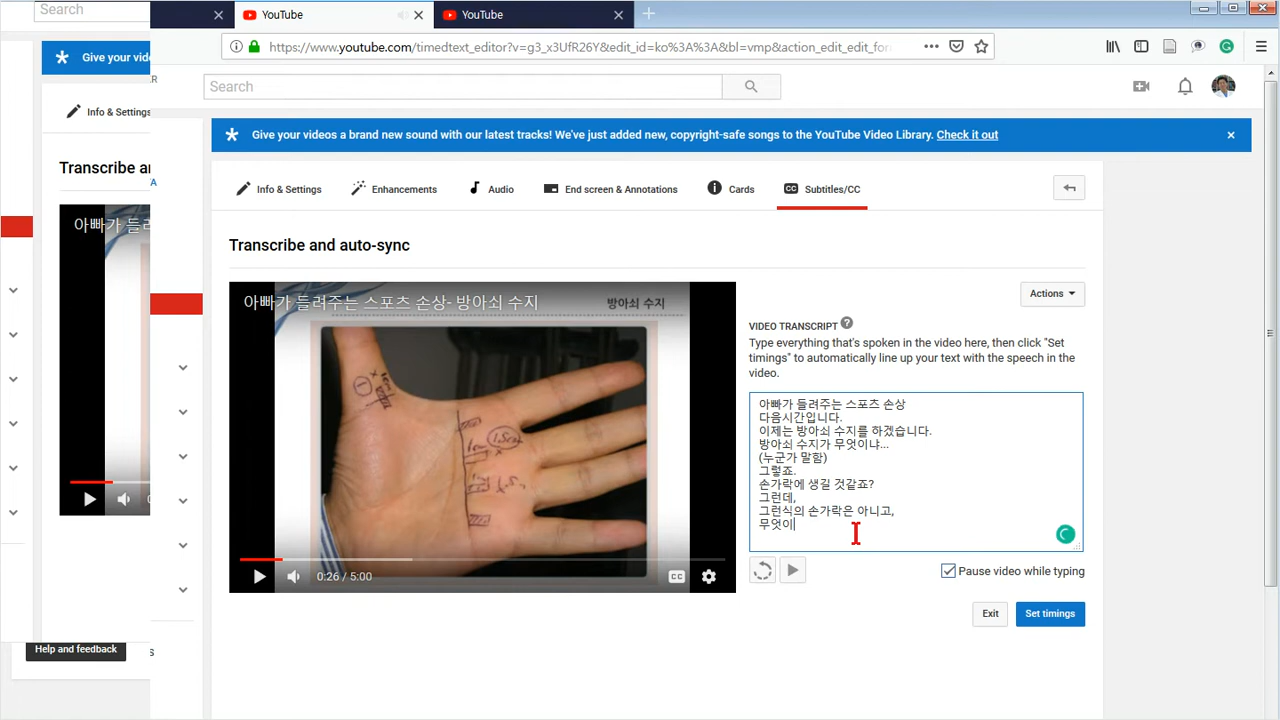 Search
YouTube
YouTube
https://www.youtube.com/timedtext_editor?v=g3_x3UfR26Y&edit_id=ko%3A%3A&bl=vmp&action_edit_edit_for
Search
Give your vid
Give your videos a brand new sound with our latest tracks! We've just added new, copyright-safe songs to the YouTube Video Library. Check it out
Info & Settings
Info & Settings
Enhancements
Audio
End screen & Annotations
Cards
CC Subtitles/CC
Transcribe an
Transcribe and auto-sync
아빠가 들려
아빠가 들려주는 스포츠 손상- 방아쇠 수지
방아쇠 수지
Actions
VIDEO TRANSCRIPT
Type everything that's spoken in the video here, then click "Set
timings" to automatically line up your text with the speech in the
video.
아빠가 들려주는 스포츠 손상
다음시간입니다.
이제는 방아쇠 수지를 하겠습니다.
방아쇠 수지가 무엇이냐...
(누군가 말함)
그렇죠.
손가락에 생길 것같죠?
그런데,
그런식의 손가락은 아니고,
무엇이
0:26 / 5:00
CC
Pause video while typing
Exit
Set timings
Help and feedback